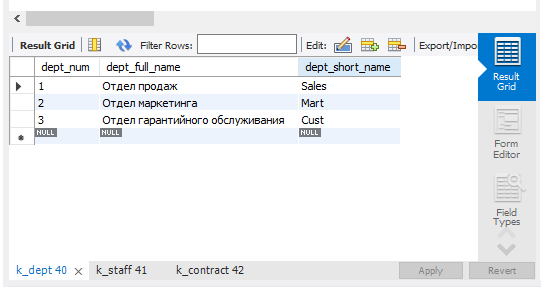 Result Grid Filter Rows: Edit: Export/Impo
dept_num dept_full_name dept_short_name
1 Отдел продаж Sales
2 Отдел маркетинга Mart
3 Отдел гарантийного обслуживания Cust
NULL NULL NULL
Result
Grid
Form
Editor
Field
Types
k_dept 40 k_staff 41 k_contract 42 Apply Revert